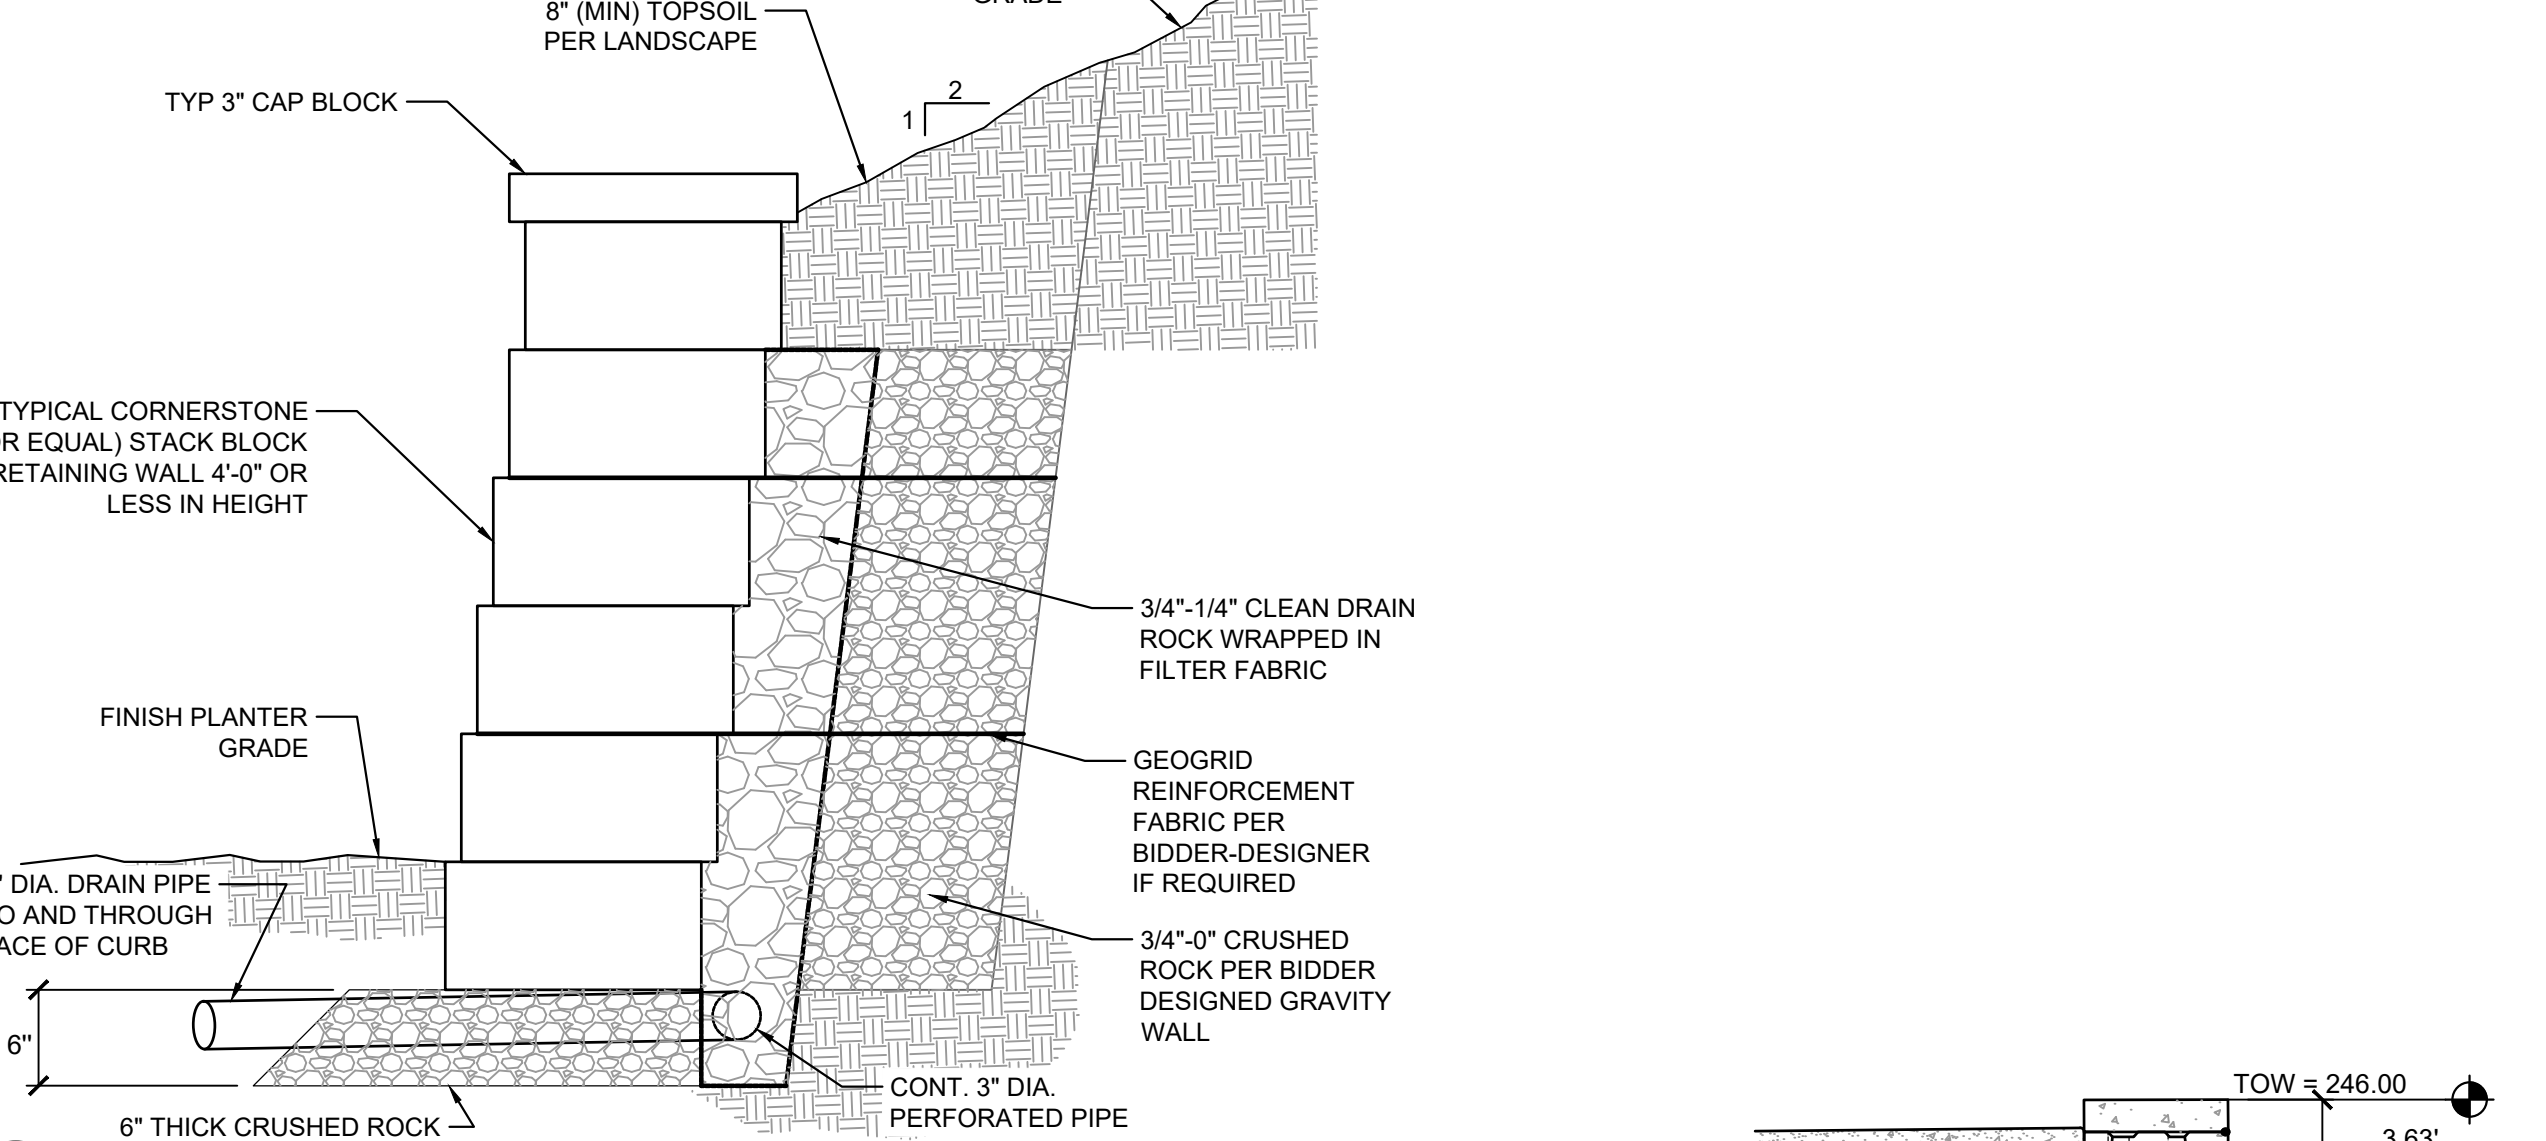 8" (MIN) TOPSOIL
PER LANDSCAPE
GRADE
TYP 3" CAP BLOCK
2
1
TYPICAL CORNERSTONE
OR EQUAL) STACK BLOCK
RETAINING WALL 4'-0" OR
LESS IN HEIGHT
3/4"-1/4" CLEAN DRAIN
ROCK WRAPPED IN
FILTER FABRIC
FINISH PLANTER
GRADE
GEOGRID
REINFORCEMENT
FABRIC PER
BIDDER-DESIGNER
IF REQUIRED
" DIA. DRAIN PIPE
O AND THROUGH
ACE OF CURB
3/4"-0" CRUSHED
ROCK PER BIDDER
DESIGNED GRAVITY
WALL
6"
CONT. 3" DIA.
PERFORATED PIPE
6" THICK CRUSHED ROCK
TOW = 246.00
3.63'